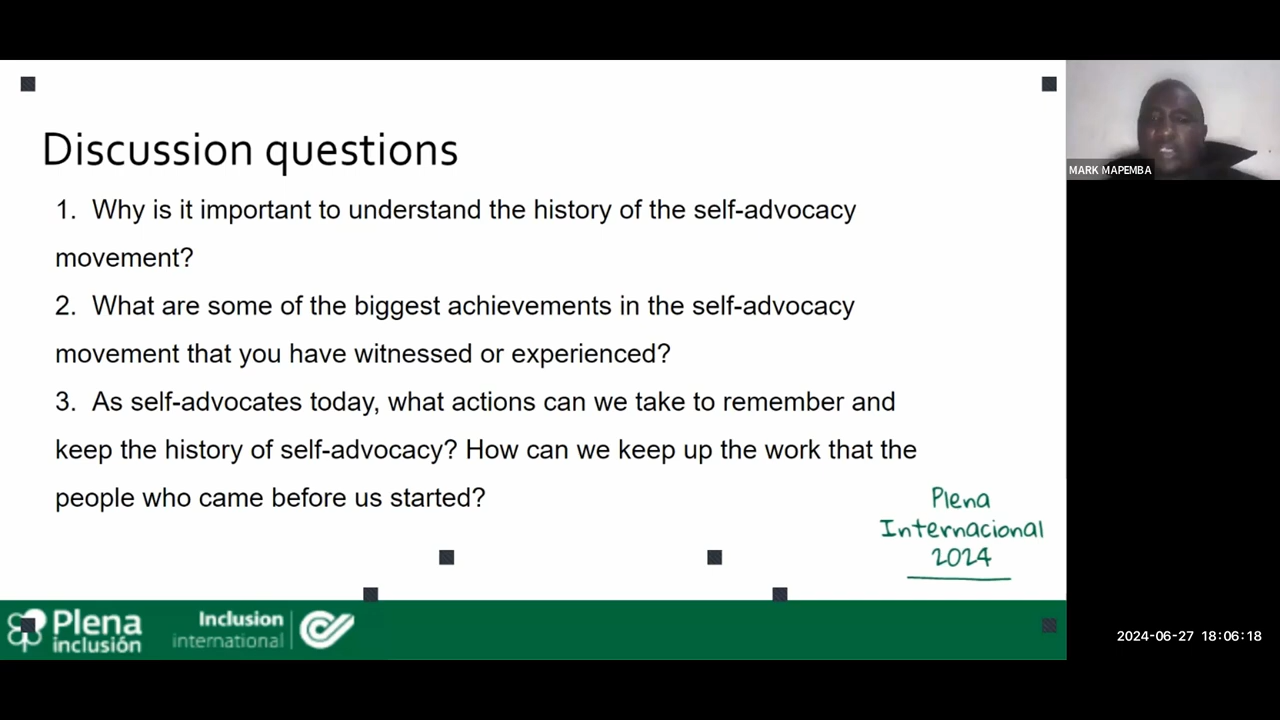 Discussion questions
1. Why is it important to understand the history of the self-advocacy
movement?
2. What are some of the biggest achievements in the self-advocacy
movement that you have witnessed or experienced?
3. As self-advocates today, what actions can we take to remember and
keep the history of self-advocacy? How can we keep up the work that the
people who came before us started?
Plena
Internacional
2024
Plena
inclusión
Inclusion
international
MARK MAPEMBA
2024-06-27 18:06:18